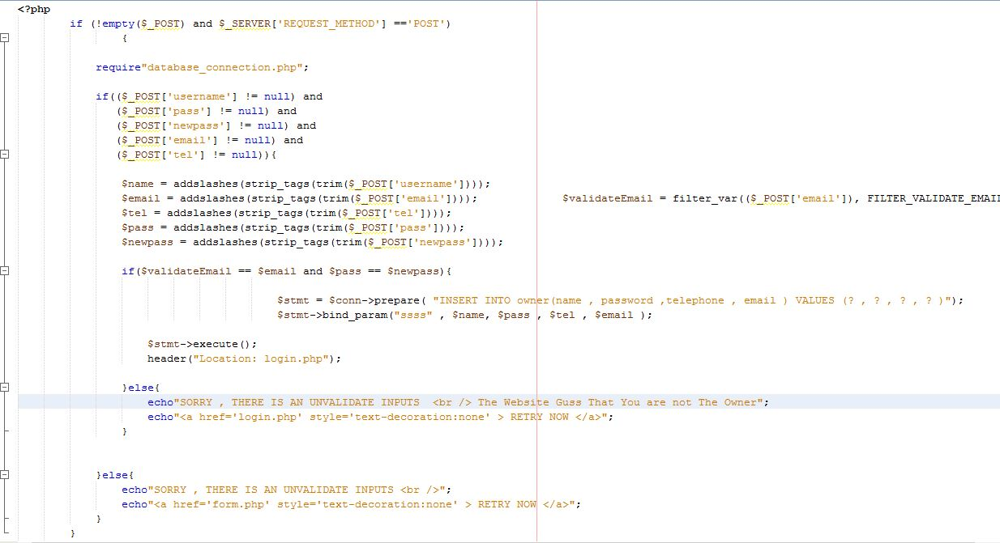 <?php
if (!empty($_POST) and $_SERVER['REQUEST_METHOD'] =='POST')
{
require"database_connection.php";
if(($_POST['username'] != null) and
($_POST['pass'] != null) and
($_POST['newpass'] != null) and
($_POST['email'] != null) and
($_POST['tel'] != null)){
$name = addslashes(strip_tags(trim($_POST['username'])));
$email = addslashes(strip_tags(trim($_POST['email']))); $validateEmail = filter_var(($_POST['email']), FILTER_VALIDATE_EMAI
$tel = addslashes(strip_tags(trim($_POST['tel'])));
$pass = addslashes(strip_tags(trim($_POST['pass'])));
$newpass = addslashes(strip_tags(trim($_POST['newpass'])));
if($validateEmail == $email and $pass == $newpass){
$stmt = $conn->prepare( "INSERT INTO owner(name , password ,telephone , email ) VALUES (? , ? , ? , ? )");
$stmt->bind_param("ssss" , $name, $pass , $tel , $email );
$stmt->execute();
header("Location: login.php");
}else{
echo"SORRY , THERE IS AN UNVALIDATE INPUTS  <br /> The Website Guss That You are not The Owner";
echo"<a href='login.php' style='text-decoration:none' > RETRY NOW </a>";
}
}else{
echo"SORRY , THERE IS AN UNVALIDATE INPUTS <br />";
echo"<a href='form.php' style='text-decoration:none' > RETRY NOW </a>";
}
}